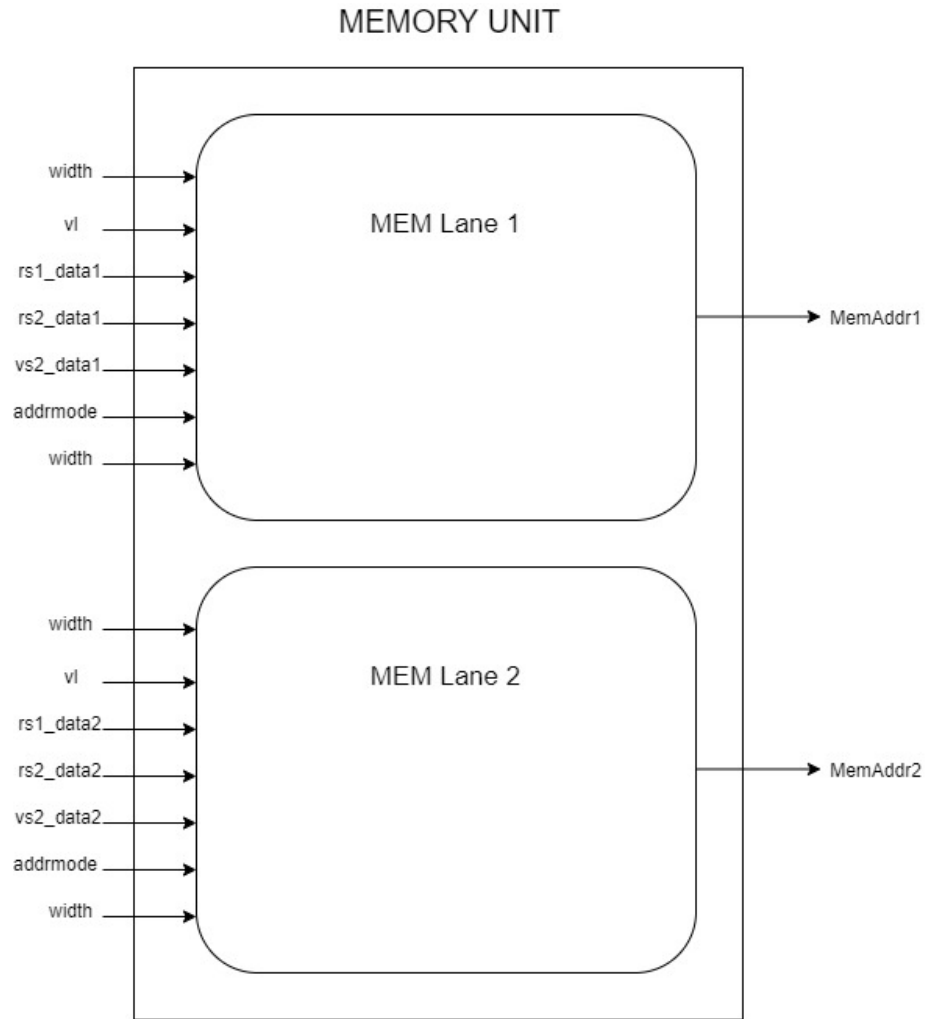 MEMORY UNIT
width
vl
rs1_data1
rs2_data1
vs2_data1
addrmode
width
MEM Lane 1
MemAddr1
width
vl
rs1_data2
rs2_data2
vs2_data2
addrmode
width
MEM Lane 2
MemAddr2